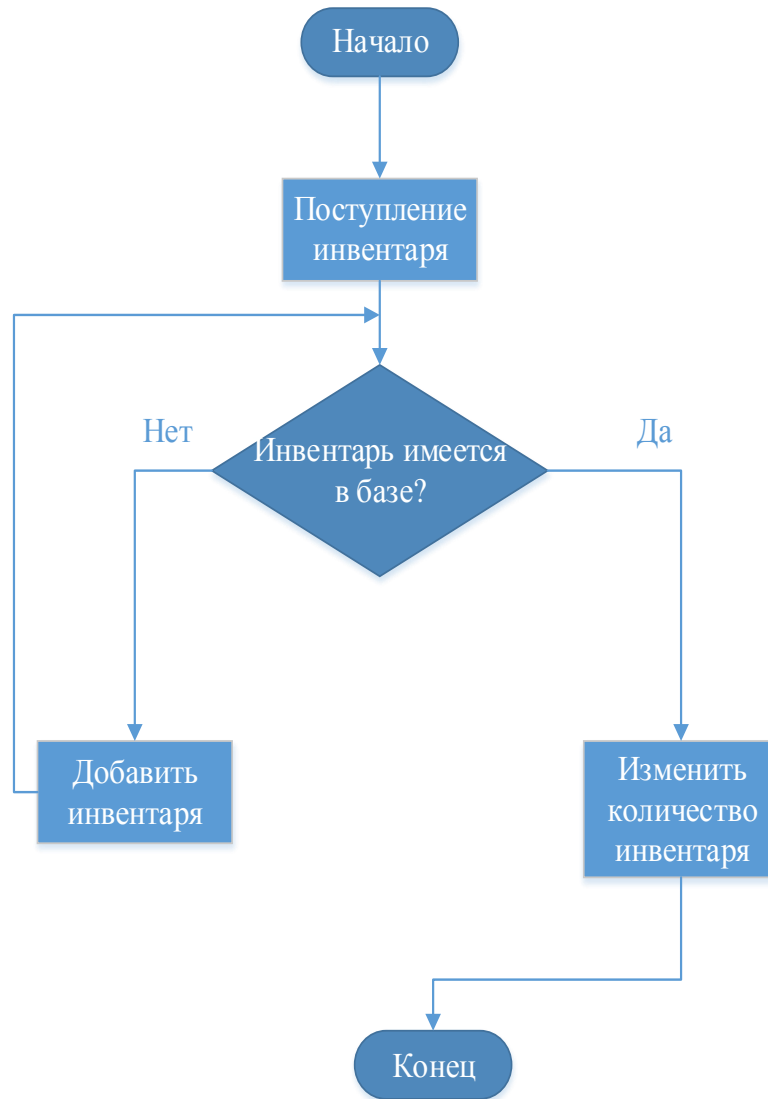 Начало
Поступление
инвентаря
Нет
Да
Инвентарь имеется
в базе?
Добавить
инвентаря
Изменить
количество
инвентаря
Конец